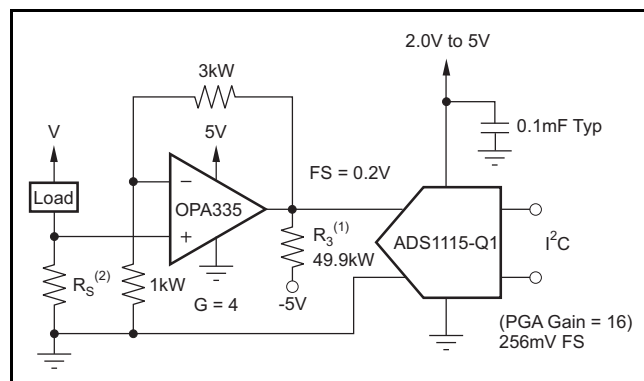 2.0V to 5V
3kW
0.1mF Typ
V
5V
FS = 0.2V
Load
−
OPA335
+
R3(1)
49.9kW
ADS1115-Q1
I2C
RS(2)
1kW
G = 4
-5V
(PGA Gain = 16)
256mV FS